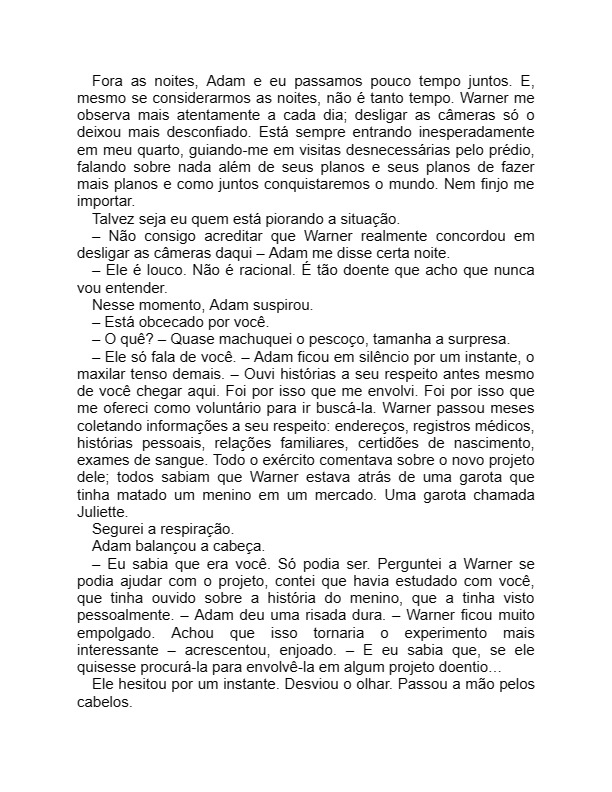 Fora as noites, Adam e eu passamos pouco tempo juntos. E,
mesmo se considerarmos as noites, não é tanto tempo. Warner me
observa mais atentamente a cada dia; desligar as câmeras só o
deixou mais desconfiado. Está sempre entrando inesperadamente
em meu quarto, guiando-me em visitas desnecessárias pelo prédio,
falando sobre nada além de seus planos e seus planos de fazer
mais planos e como juntos conquistaremos o mundo. Nem finjo me
importar.
Talvez seja eu quem está piorando a situação.
– Não consigo acreditar que Warner realmente concordou em
desligar as câmeras daqui – Adam me disse certa noite.
– Ele é louco. Não é racional. É tão doente que acho que nunca
vou entender.
Nesse momento, Adam suspirou.
– Está obcecado por você.
– O quê? – Quase machuquei o pescoço, tamanha a surpresa.
– Ele só fala de você. – Adam ficou em silêncio por um instante, o
maxilar tenso demais. – Ouvi histórias a seu respeito antes mesmo
de você chegar aqui. Foi por isso que me envolvi. Foi por isso que
me ofereci como voluntário para ir buscá-la. Warner passou meses
coletando informações a seu respeito: endereços, registros médicos,
histórias pessoais, relações familiares, certidões de nascimento,
exames de sangue. Todo o exército comentava sobre o novo projeto
dele; todos sabiam que Warner estava atrás de uma garota que
tinha matado um menino em um mercado. Uma garota chamada
Juliette.
Segurei a respiração.
Adam balançou a cabeça.
– Eu sabia que era você. Só podia ser. Perguntei a Warner se
podia ajudar com o projeto, contei que havia estudado com você,
que tinha ouvido sobre a história do menino, que a tinha visto
pessoalmente. – Adam deu uma risada dura. – Warner ficou muito
empolgado. Achou que isso tornaria o experimento mais
interessante – acrescentou, enjoado. – E eu sabia que, se ele
quisesse procurá-la para envolvê-la em algum projeto doentio…
Ele hesitou por um instante. Desviou o olhar. Passou a mão pelos
cabelos.